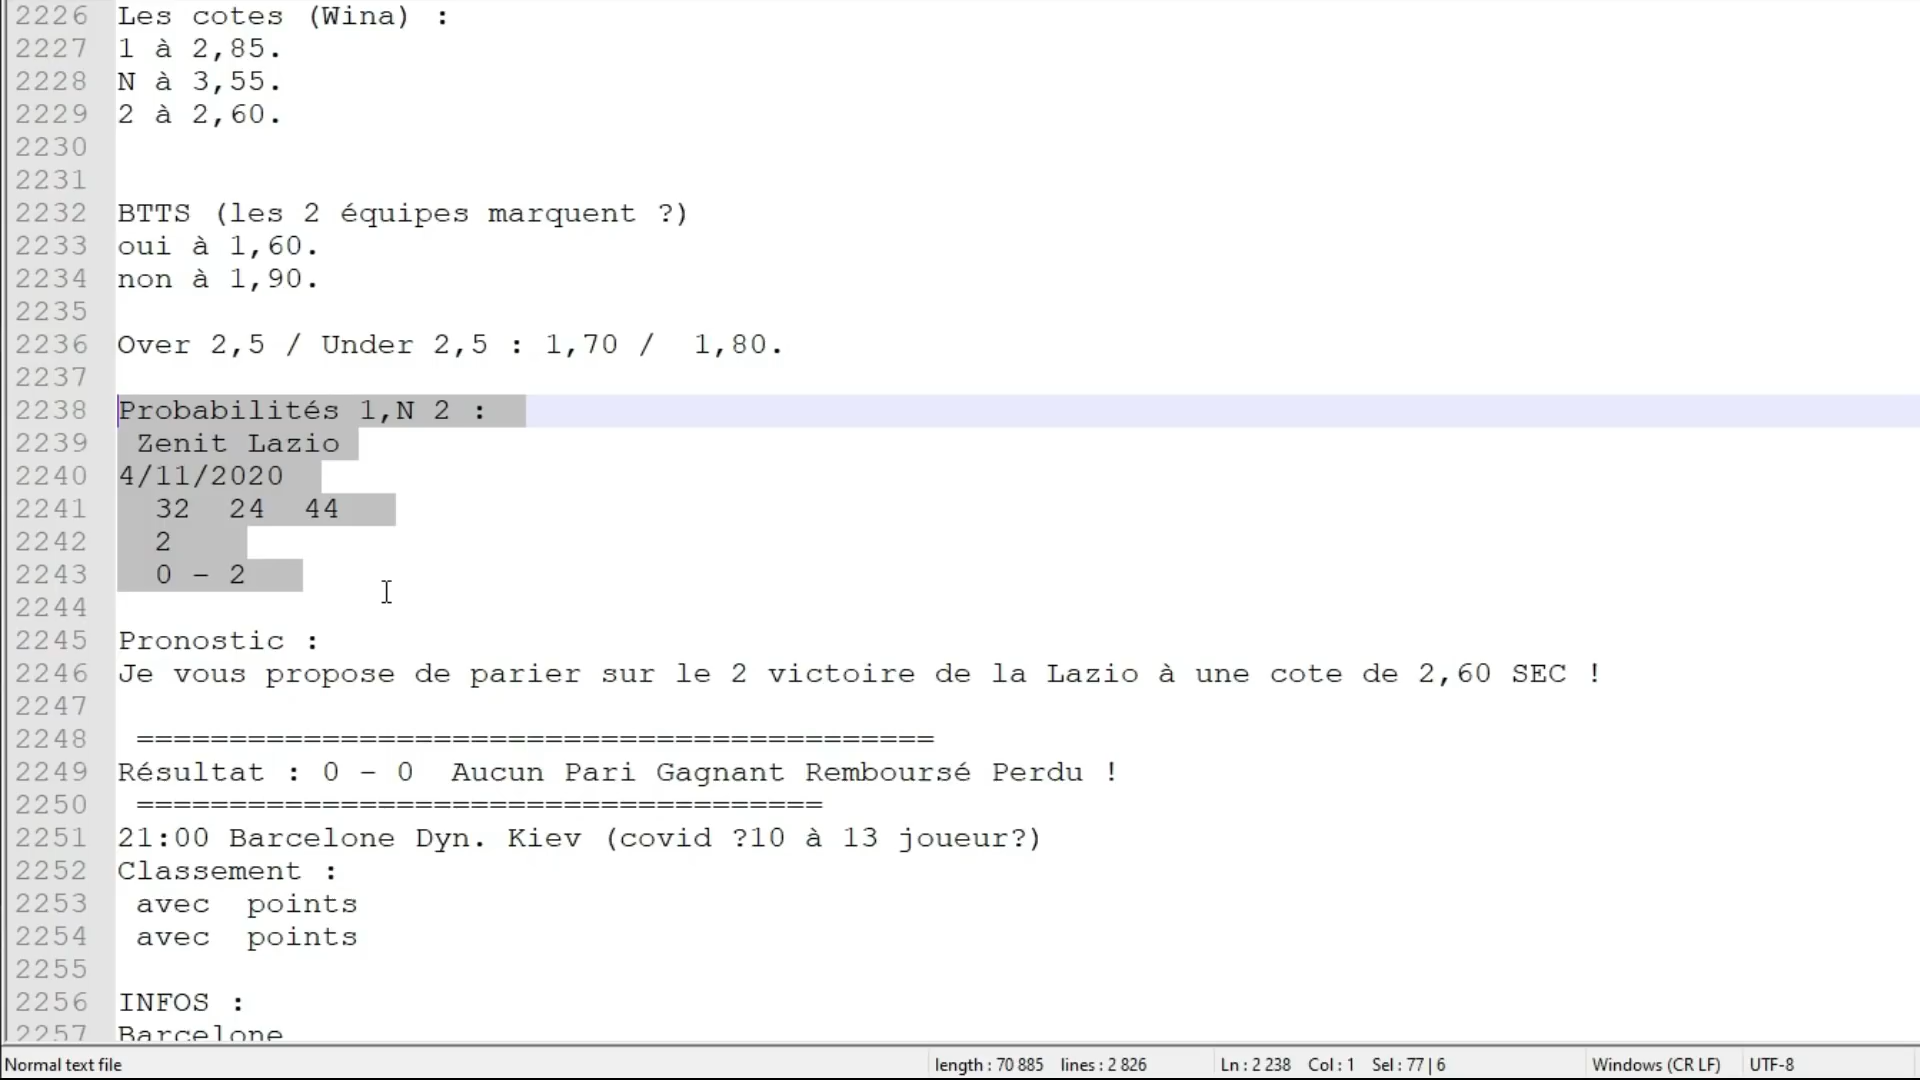 2226 Les cotes (Wina) :
2227 1 à 2,85.
2228 N à 3,55.
2229 2 à 2,60.
2230
2231
2232 BTTS (les 2 équipes marquent ?)
2233 oui à 1,60.
2234 non à 1,90.
2235
2236 Over 2,5 / Under 2,5 : 1,70 /  1,80.
2237
2238 Probabilités 1,N 2 :
2239 Zenit Lazio
2240 4/11/2020
2241 32  24  44
2242 2
2243 0 - 2
2244
2245 Pronostic :
2246 Je vous propose de parier sur le 2 victoire de la Lazio à une cote de 2,60 SEC !
2247
2248 ===========================================
2249 Résultat : 0 - 0  Aucun Pari Gagnant Remboursé Perdu !
2250 =====================================
2251 21:00 Barcelone Dyn. Kiev (covid ?10 à 13 joueur?)
2252 Classement :
2253 avec  points
2254 avec  points
2255
2256 INFOS :
2257 Barcelone
Normal text file length : 70 885 lines : 2 826 Ln : 2 238 Col : 1 Sel : 77 | 6 Windows (CR LF) UTF-8